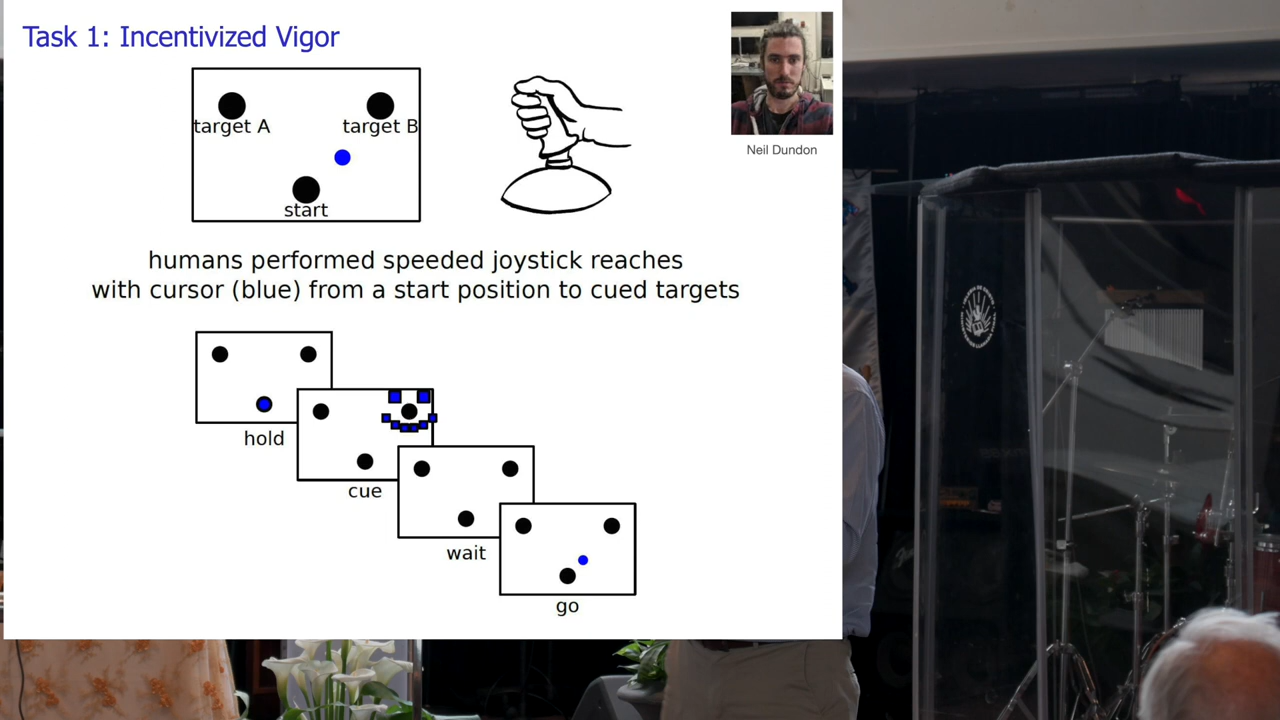 Task 1: Incentivized Vigor
target A
target B
start
Neil Dundon
humans performed speeded joystick reaches
with cursor (blue) from a start position to cued targets
hold
cue
wait
go